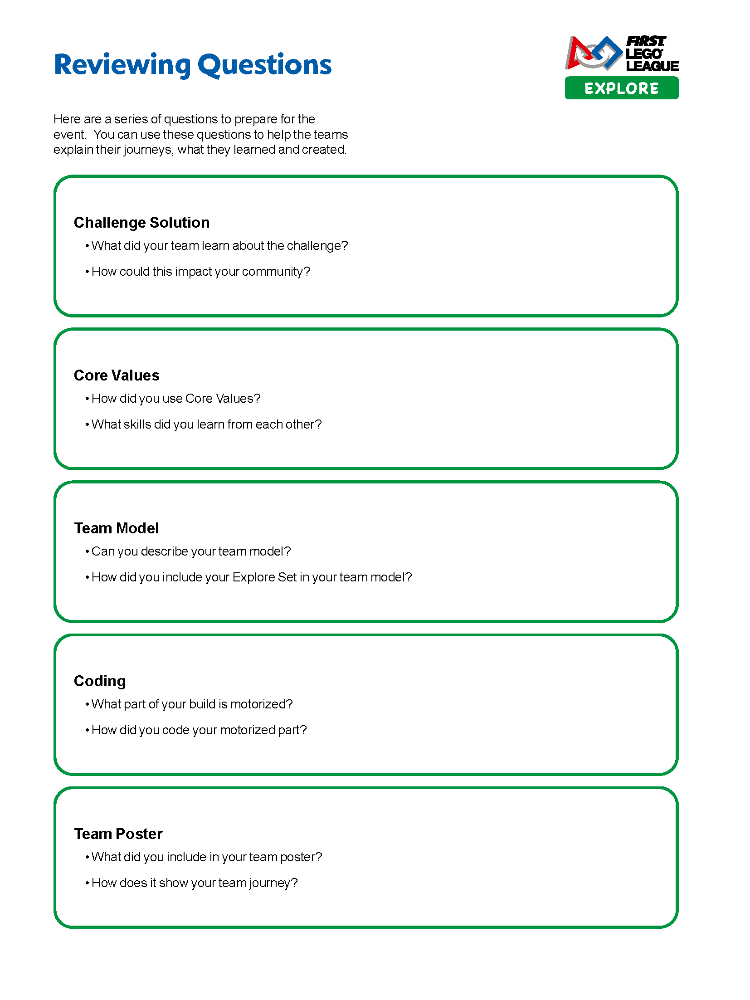 Reviewing Questions
FIRST
LEGO
LEAGUE
EXPLORE
Here are a series of questions to prepare for the
event.  You can use these questions to help the teams
explain their journeys, what they learned and created.
Challenge Solution
• What did your team learn about the challenge?
• How could this impact your community?
Core Values
• How did you use Core Values?
• What skills did you learn from each other?
Team Model
• Can you describe your team model?
• How did you include your Explore Set in your team model?
Coding
• What part of your build is motorized?
• How did you code your motorized part?
Team Poster
• What did you include in your team poster?
• How does it show your team journey?